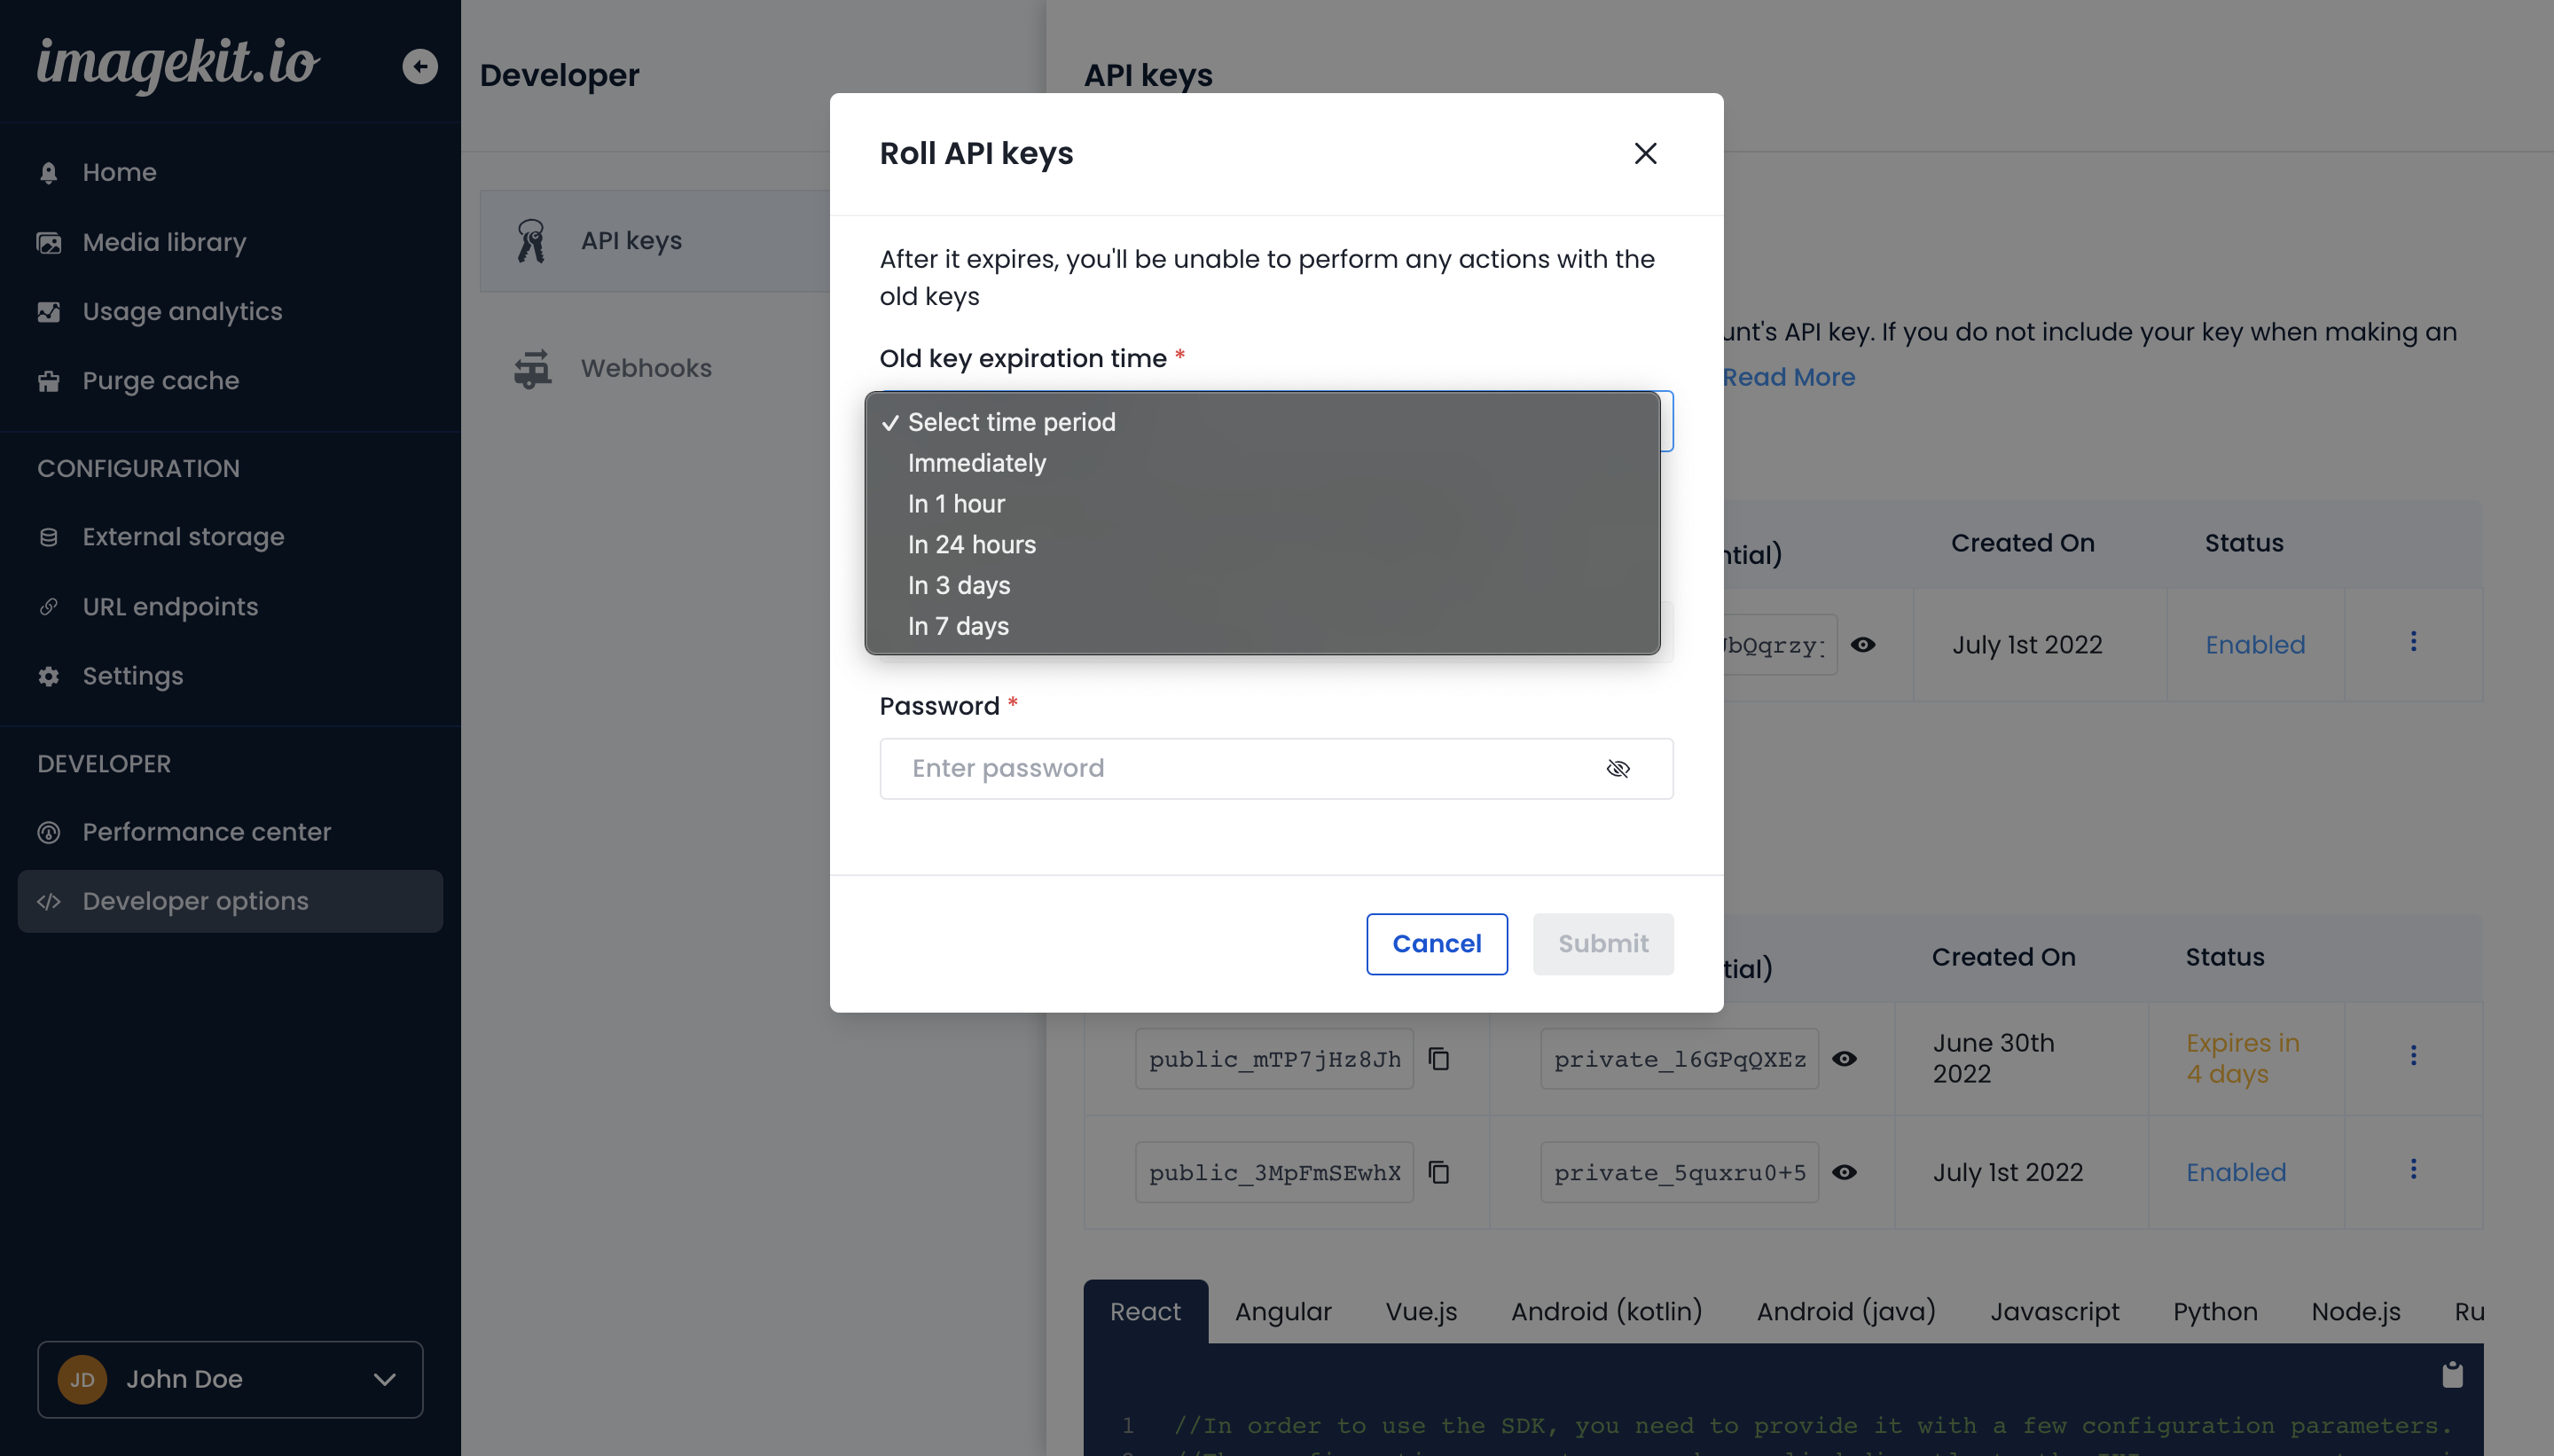 imagekit.io
Home
Media library
Usage analytics
Purge cache
CONFIGURATION
External storage
URL endpoints
Settings
DEVELOPER
Performance center
Developer options
JD John Doe
Developer
API keys
Webhooks
API keys
unt's API key. If you do not include your key when making an
Read More
Roll API keys
After it expires, you'll be unable to perform any actions with the
old keys
Old key expiration time *
✓ Select time period
Immediately
In 1 hour
In 24 hours
In 3 days
In 7 days
Password *
Enter password
Cancel Submit
ntial) Created On Status
July 1st 2022 Enabled
tial) Created On Status
public_mTP7jHz8Jh private_l6GPqQXEz June 30th
2022 Expires in
4 days
public_3MpFmSEwhX private_5quxru0+5 July 1st 2022 Enabled
React Angular Vue.js Android (kotlin) Android (java) Javascript Python Node.js Ru
1 //In order to use the SDK, you need to provide it with a few configuration parameters.